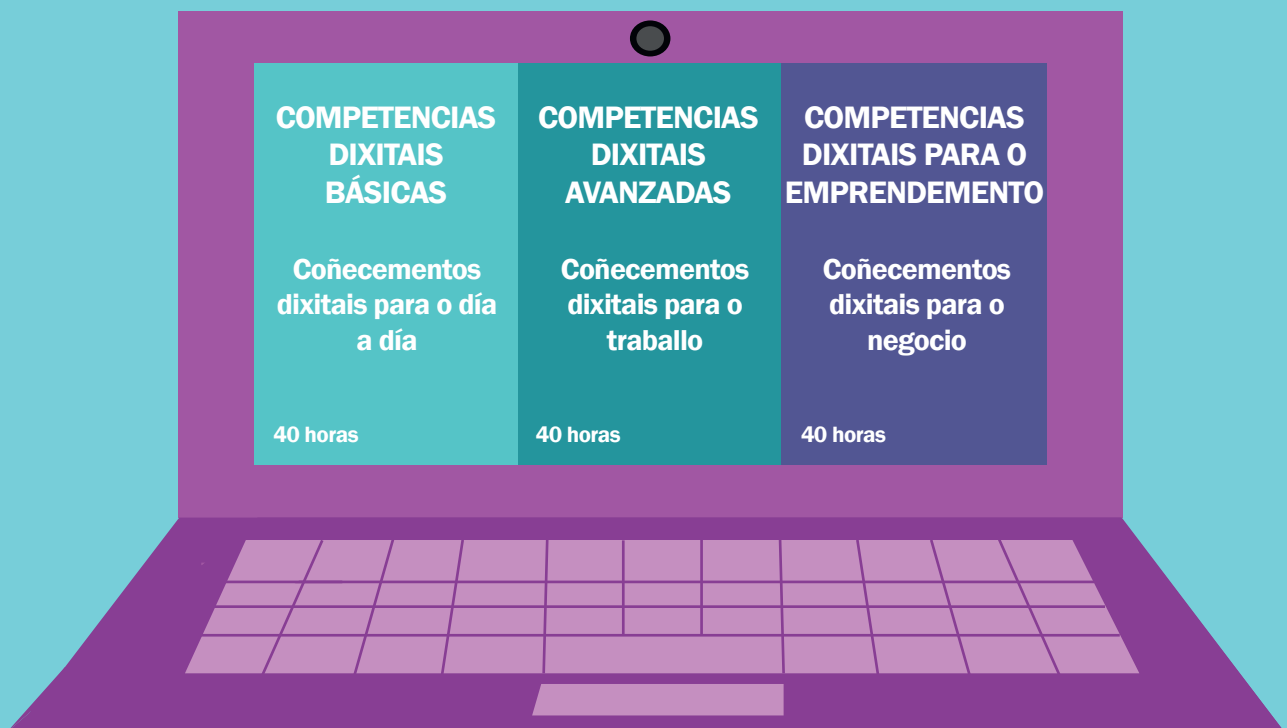 COMPETENCIAS
DIXITAIS
BÁSICAS
Coñecementos
dixitais para o día
a día
40 horas
COMPETENCIAS
DIXITAIS
AVANZADAS
Coñecementos
dixitais para o
traballo
40 horas
COMPETENCIAS
DIXITAIS PARA O
EMPRENDEMENTO
Coñecementos
dixitais para o
negocio
40 horas